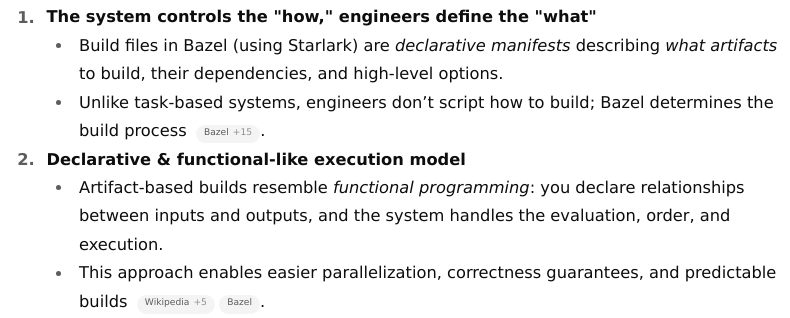 1. The system controls the "how," engineers define the "what"
• Build files in Bazel (using Starlark) are declarative manifests describing what artifacts
to build, their dependencies, and high-level options.
• Unlike task-based systems, engineers don’t script how to build; Bazel determines the
build process Bazel +15 .
2. Declarative & functional-like execution model
• Artifact-based builds resemble functional programming: you declare relationships
between inputs and outputs, and the system handles the evaluation, order, and
execution.
• This approach enables easier parallelization, correctness guarantees, and predictable
builds Wikipedia +5 Bazel .